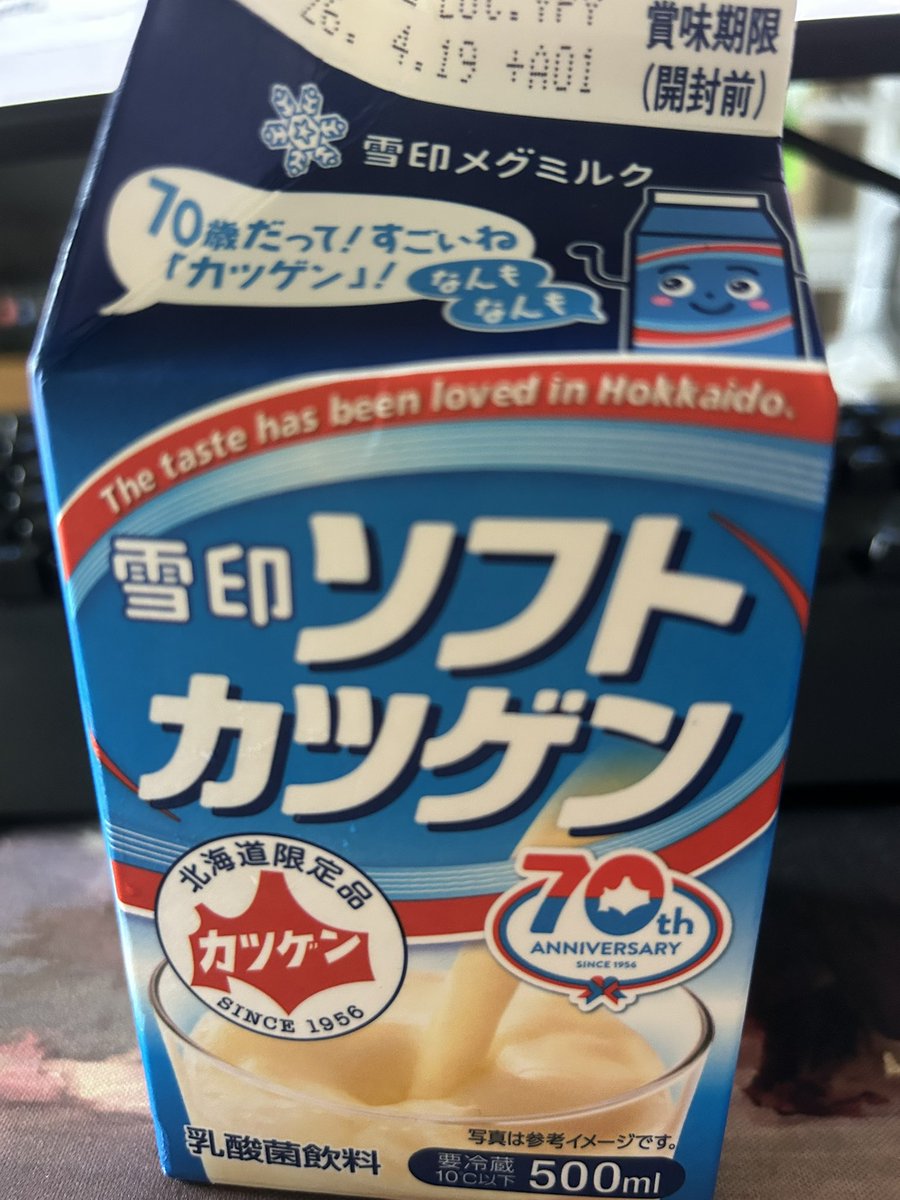 賞味期限
(開封前)
26. 4.19 +A01
雪印メグミルク
70歳だって!すごいね
「カツゲン」!
なんも
なんも
The taste has been loved in Hokkaido.
雪印 ソフト
カツゲン
北海道限定品
カツゲン
SINCE 1956
70th
ANNIVERSARY
SINCE 1956
乳酸菌飲料
写真は参考イメージです。
要冷蔵
10℃以下
500ml